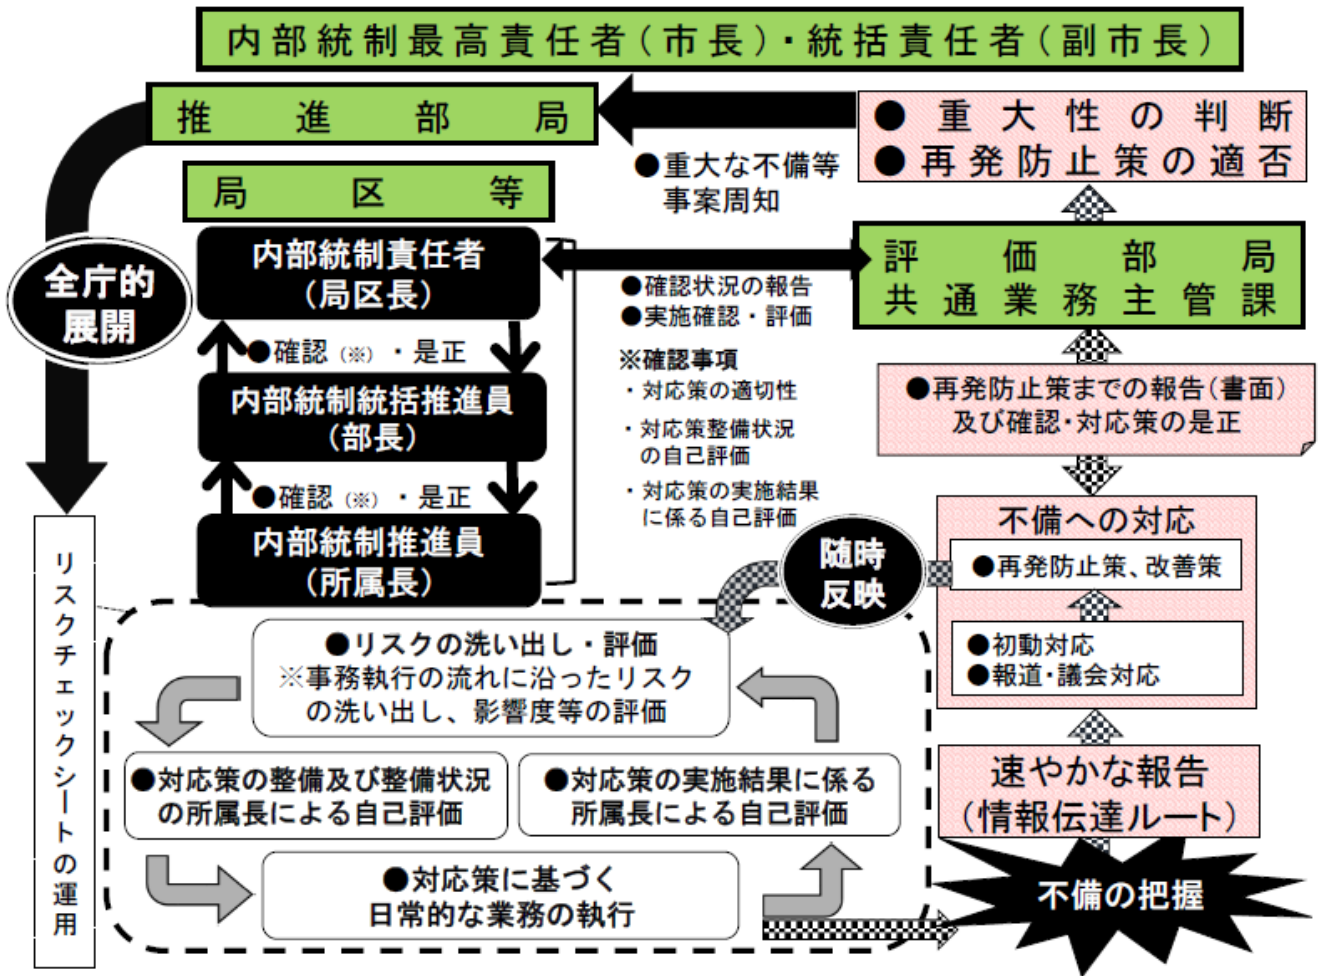 内部統制最高責任者(市長)・統括責任者(副市長)
推進部局
●重大性の判断
●再発防止策の適否
●重大な不備等
事案周知
局区等
内部統制責任者
(局区長)
評価部局
共通業務主管課
全庁的
展開
●確認状況の報告
●実施確認・評価
●確認(※)・是正
※確認事項
・対応策の適切性
・対応策整備状況
の自己評価
・対応策の実施結果
に係る自己評価
内部統制統括推進員
(部長)
●再発防止策までの報告(書面)
及び確認・対応策の是正
●確認(※)・是正
内部統制推進員
(所属長)
不備への対応
●再発防止策、改善策
●初動対応
●報道・議会対応
随時
反映
リスクチェックシートの運用
●リスクの洗い出し・評価
※事務執行の流れに沿ったリスク
の洗い出し、影響度等の評価
●対応策の整備及び整備状況
の所属長による自己評価
●対応策の実施結果に係る
所属長による自己評価
速やかな報告
(情報伝達ルート)
●対応策に基づく
日常的な業務の執行
不備の把握